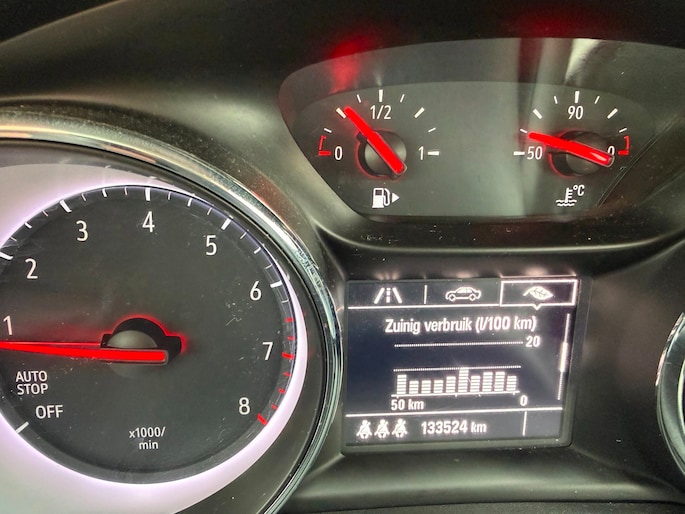 0 1/2 1
50 90
°C
1 2 3 4 5 6 7 8
AUTO
STOP
OFF
x1000/
min
Zuinig verbruik (l/100 km)
20
50 km 0
133524 km